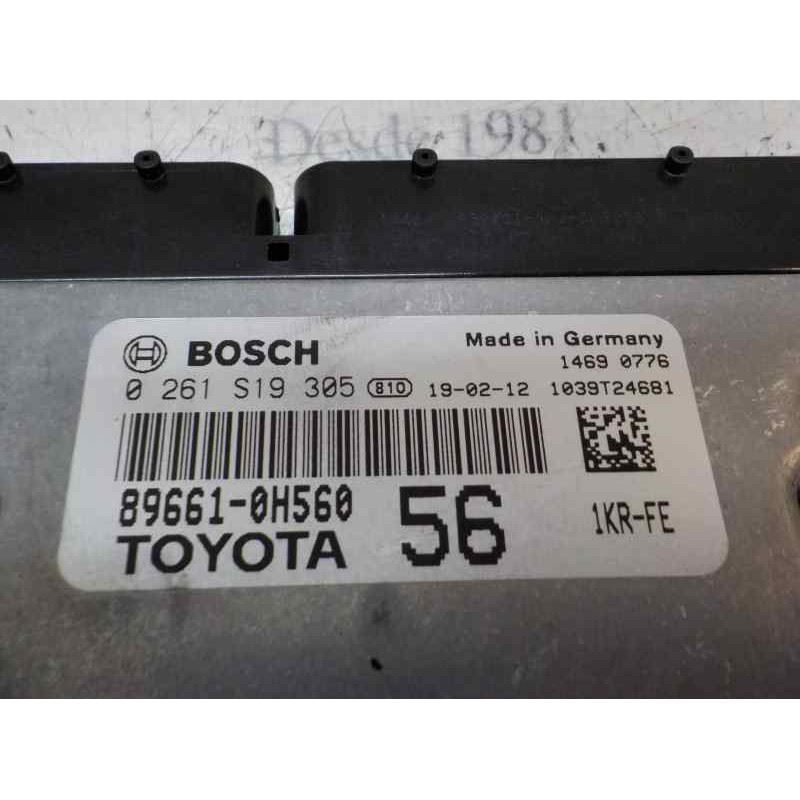 Desde 1981
BOSCH
Made in Germany
1469 0776
0 261 S19 305 810 19-02-12 1039T24681
89661-0H560
56
1KR-FE
TOYOTA